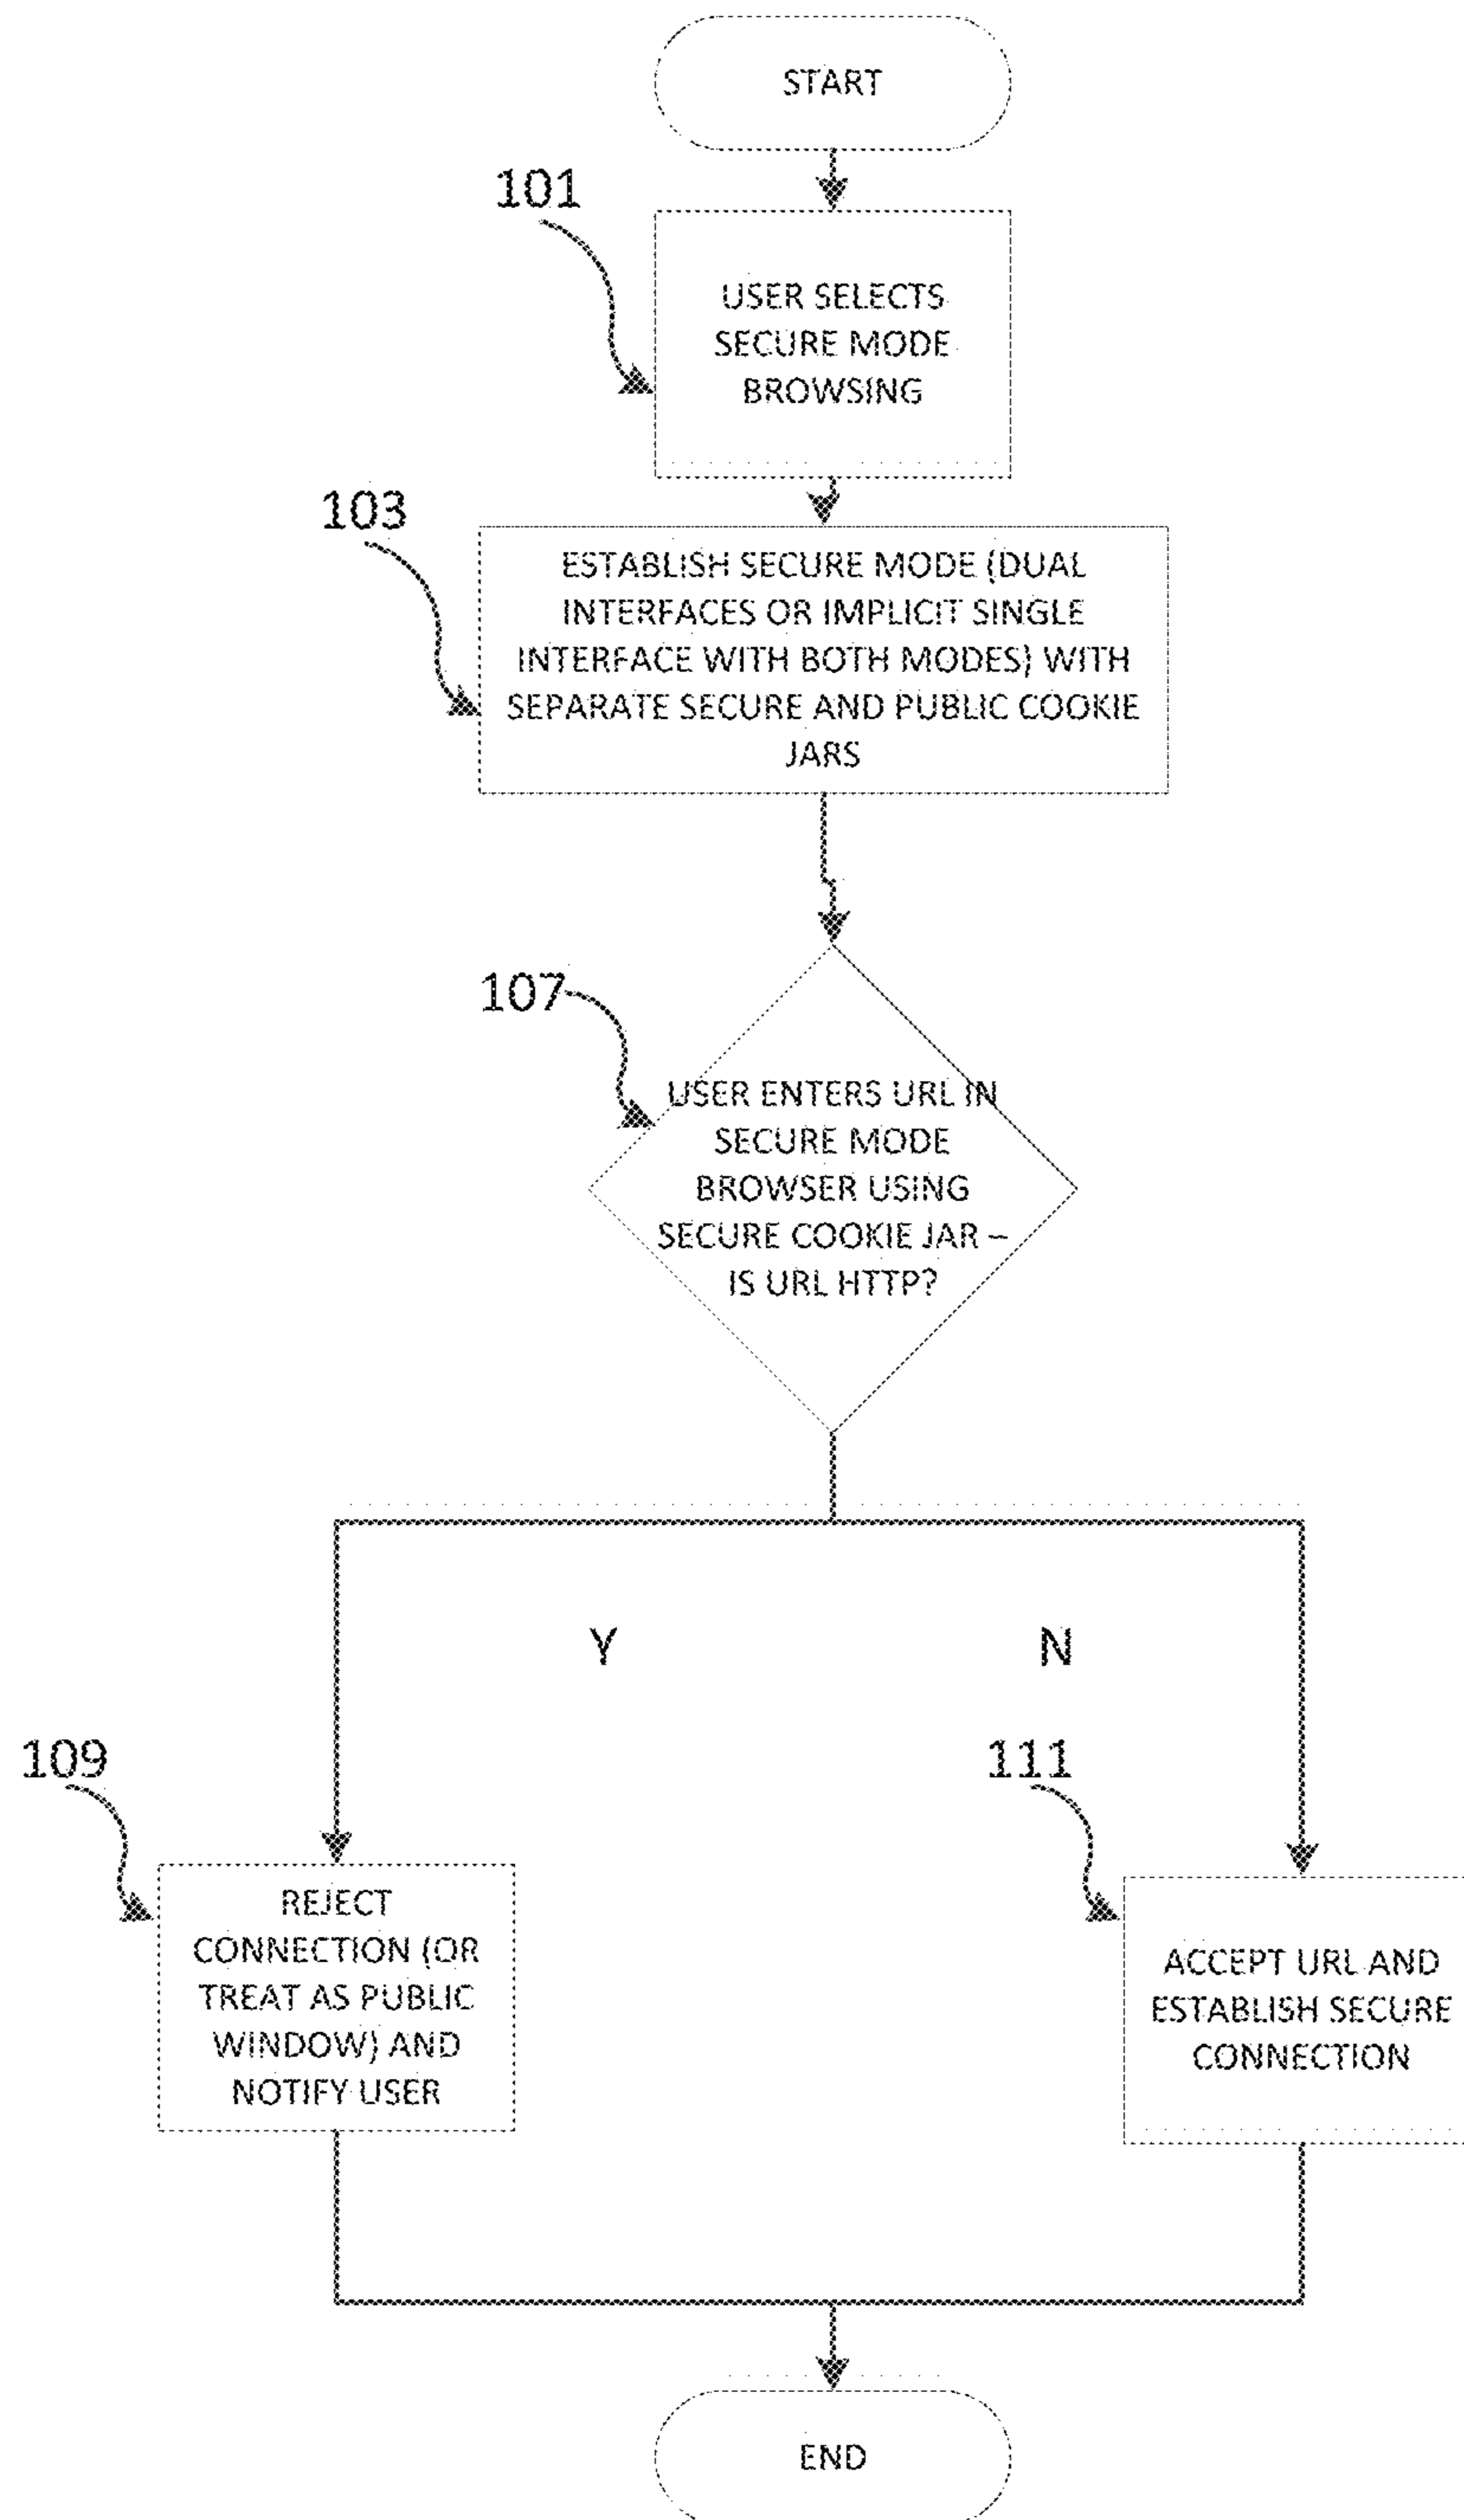 START
101
USER SELECTS
SECURE MODE
BROWSING
103
ESTABLISH SECURE MODE (DUAL
INTERFACES OR IMPLICIT SINGLE
INTERFACE WITH BOTH MODES) WITH
SEPARATE SECURE AND PUBLIC COOKIE
JARS
107
USER ENTERS URL IN
SECURE MODE
BROWSER USING
SECURE COOKIE JAR –
IS URL HTTP?
Y
N
109
REJECT
CONNECTION (OR
TREAT AS PUBLIC
WINDOW) AND
NOTIFY USER
111
ACCEPT URL AND
ESTABLISH SECURE
CONNECTION
END